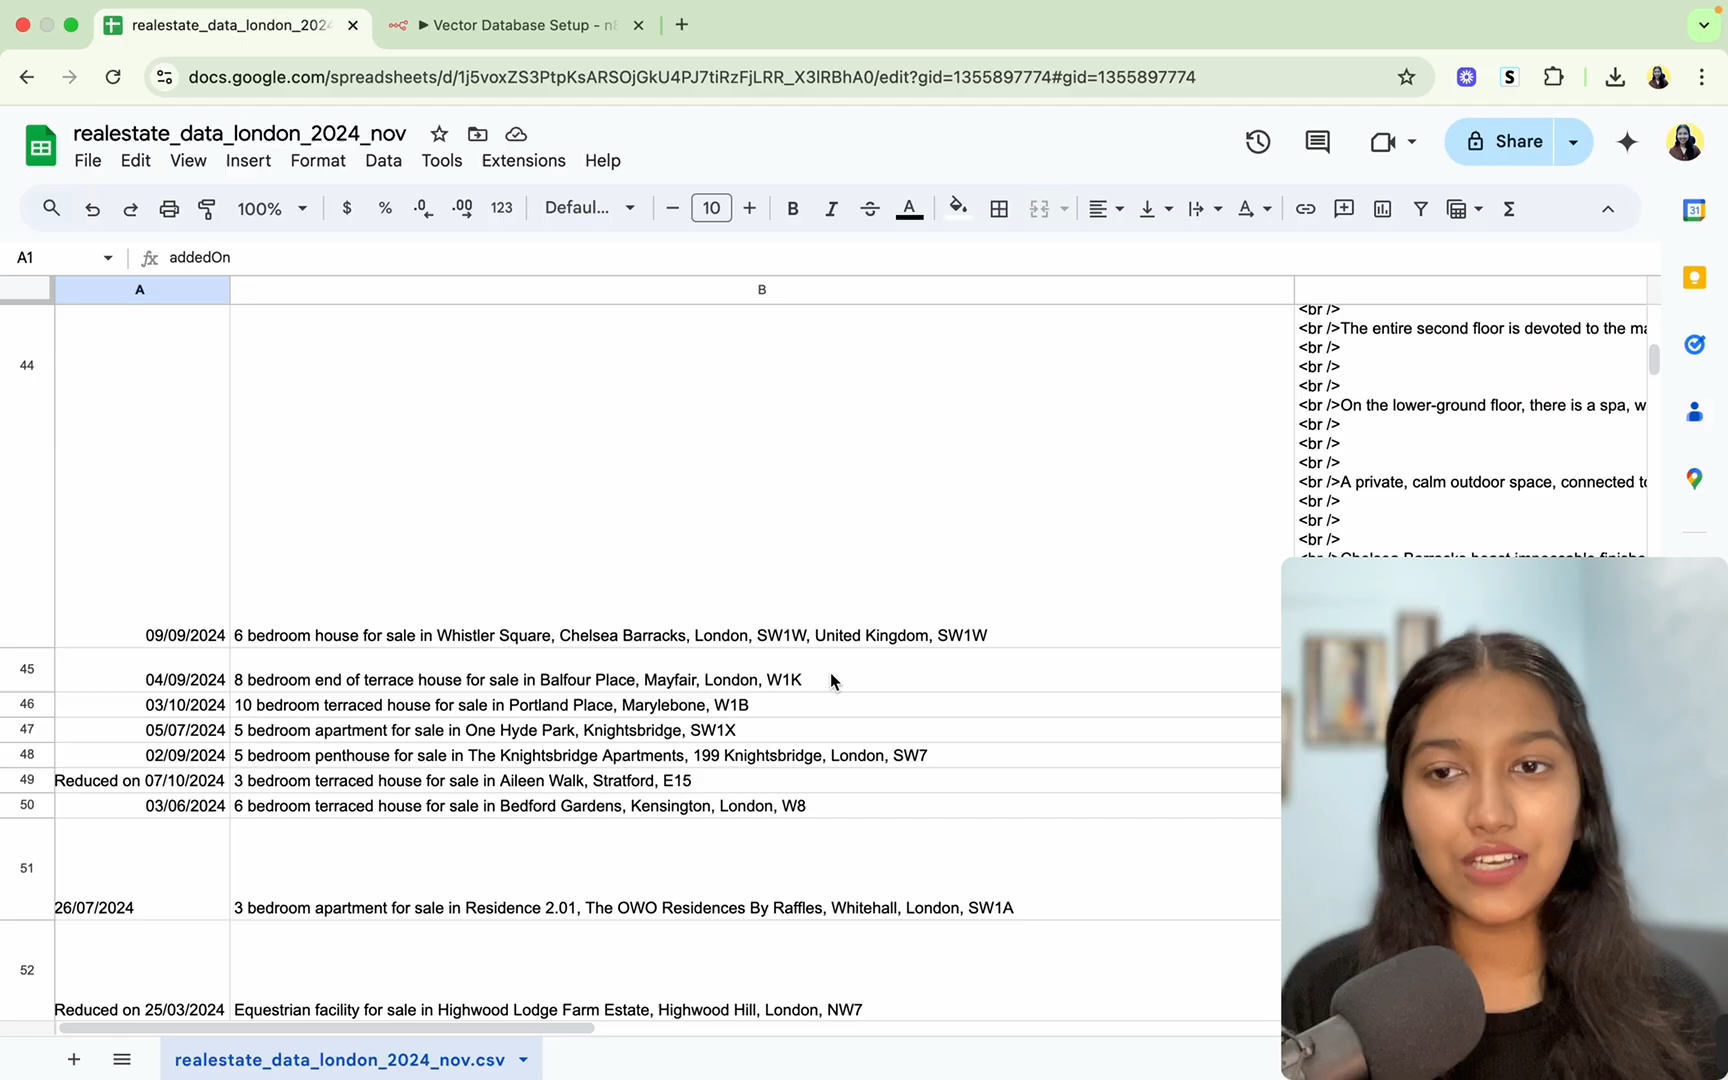 realestate_data_london_202
▶ Vector Database Setup - n8
docs.google.com/spreadsheets/d/1j5voxZS3PtpKsARSOjGkU4PJ7tiRzFjLRR_X3lRBhA0/edit?gid=1355897774#gid=1355897774
S
realestate_data_london_2024_nov
Share
File Edit View Insert Format Data Tools Extensions Help
100% $ % .0 .00 123 Defaul... − 10 + B I A Σ
31
A1 fx addedOn
A B
<br />
44
<br />The entire second floor is devoted to the ma
<br />
<br />
<br />
<br />On the lower-ground floor, there is a spa, w
<br />
<br />
<br />
<br />A private, calm outdoor space, connected to
<br />
<br />
<br />
09/09/2024 6 bedroom house for sale in Whistler Square, Chelsea Barracks, London, SW1W, United Kingdom, SW1W
45 04/09/2024 8 bedroom end of terrace house for sale in Balfour Place, Mayfair, London, W1K
46 03/10/2024 10 bedroom terraced house for sale in Portland Place, Marylebone, W1B
47 05/07/2024 5 bedroom apartment for sale in One Hyde Park, Knightsbridge, SW1X
48 02/09/2024 5 bedroom penthouse for sale in The Knightsbridge Apartments, 199 Knightsbridge, London, SW7
49 Reduced on 07/10/2024 3 bedroom terraced house for sale in Aileen Walk, Stratford, E15
50 03/06/2024 6 bedroom terraced house for sale in Bedford Gardens, Kensington, London, W8
51 26/07/2024 3 bedroom apartment for sale in Residence 2.01, The OWO Residences By Raffles, Whitehall, London, SW1A
52 Reduced on 25/03/2024 Equestrian facility for sale in Highwood Lodge Farm Estate, Highwood Hill, London, NW7
realestate_data_london_2024_nov.csv